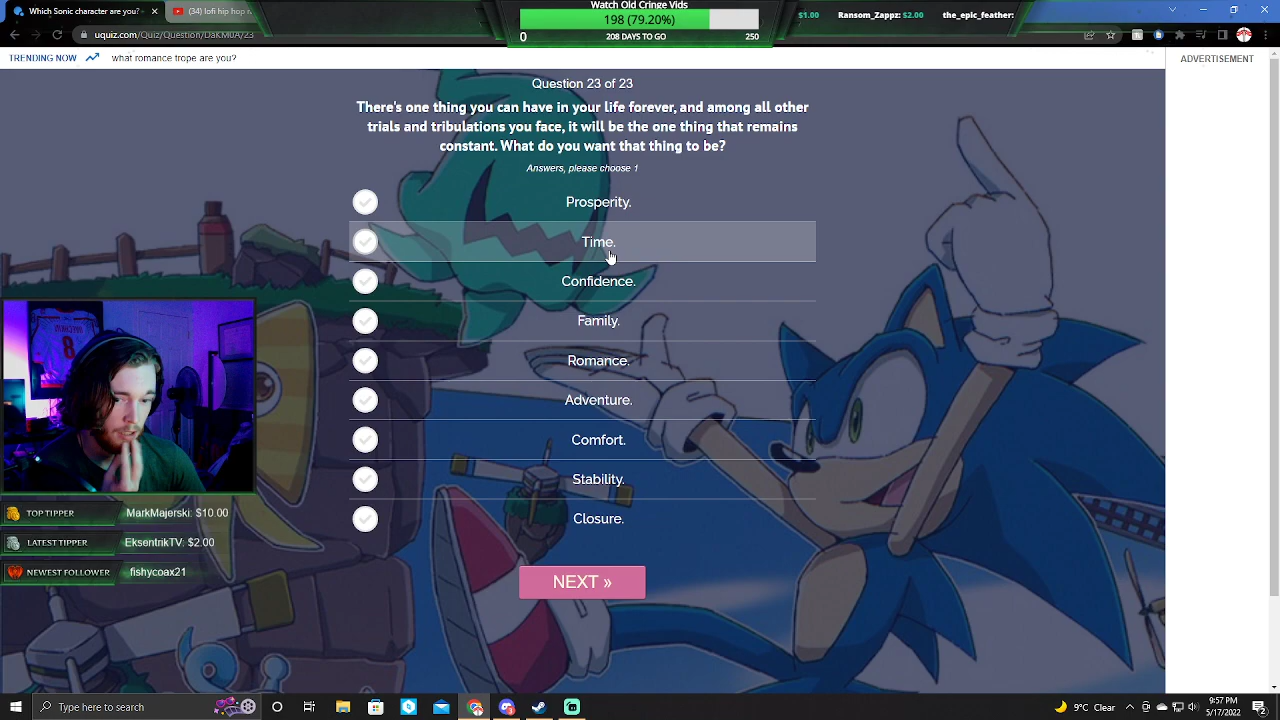 Which Sonic character are you?
(34) lofi hip hop ra
Watch Old Cringe Vids
198 (79.20%)
0
208 DAYS TO GO
250
$1.00
Ransom_Zappz: $2.00
the_epic_feather:
TRENDING NOW
what romance trope are you?
ADVERTISEMENT
Question 23 of 23
There's one thing you can have in your life forever, and among all other
trials and tribulations you face, it will be the one thing that remains
constant. What do you want that thing to be?
Answers, please choose 1
Prosperity.
Time.
Confidence.
Family.
Romance.
Adventure.
Comfort.
Stability.
Closure.
NEXT »
8
TOP TIPPER
MarkMajerski: $10.00
LATEST TIPPER
EksentrikTV: $2.00
NEWEST FOLLOWER
fishycoax21
Type here to search
9°C Clear
9:57 PM
5/17/2022